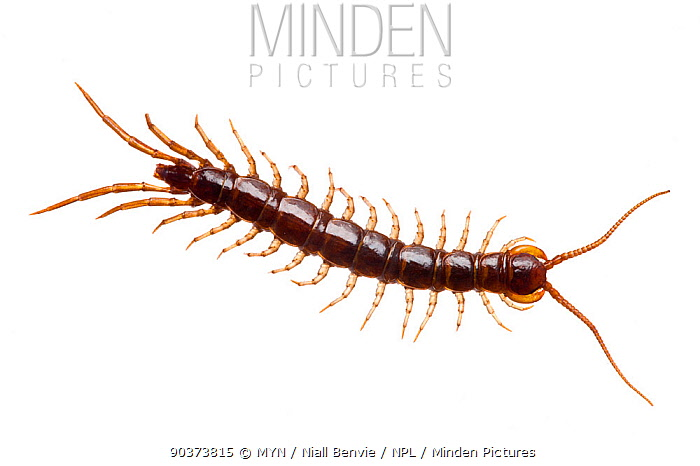 MINDEN
PICTURES
90373815 © MYN / Niall Benvie / NPL / Minden Pictures